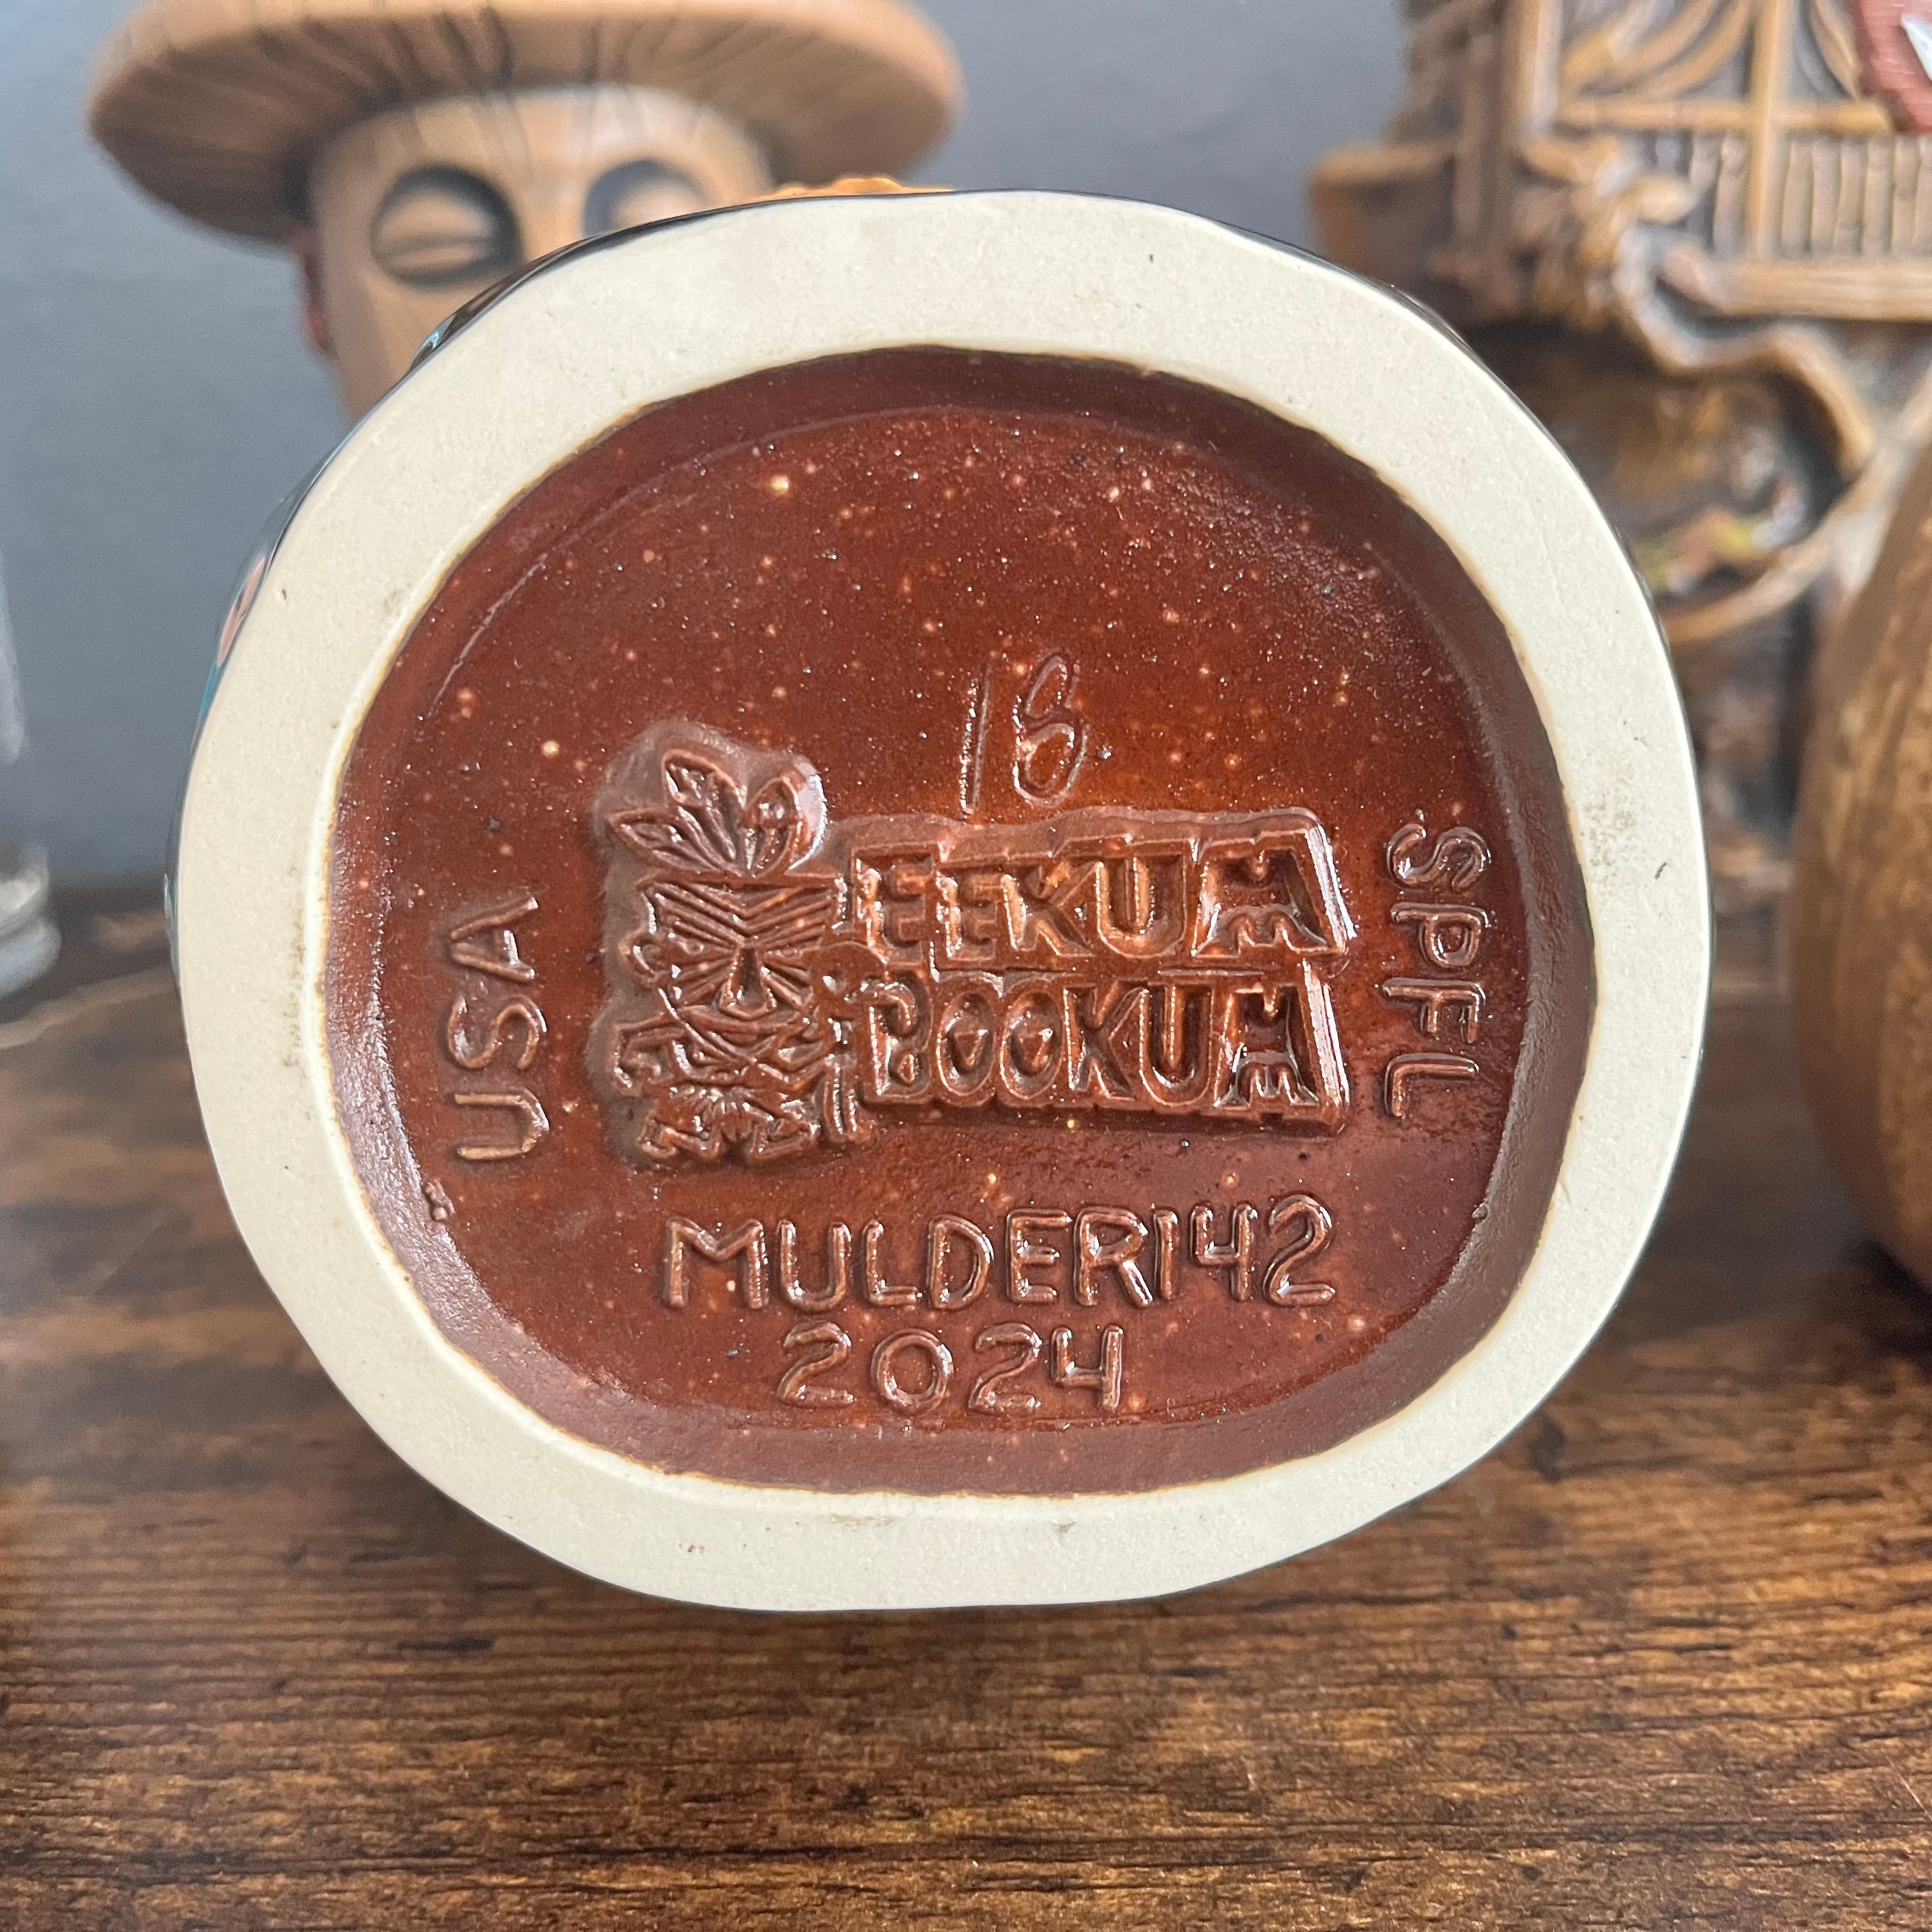 18
EEKUM
BOOKUM
USA
SPFL
MULDER142
2024